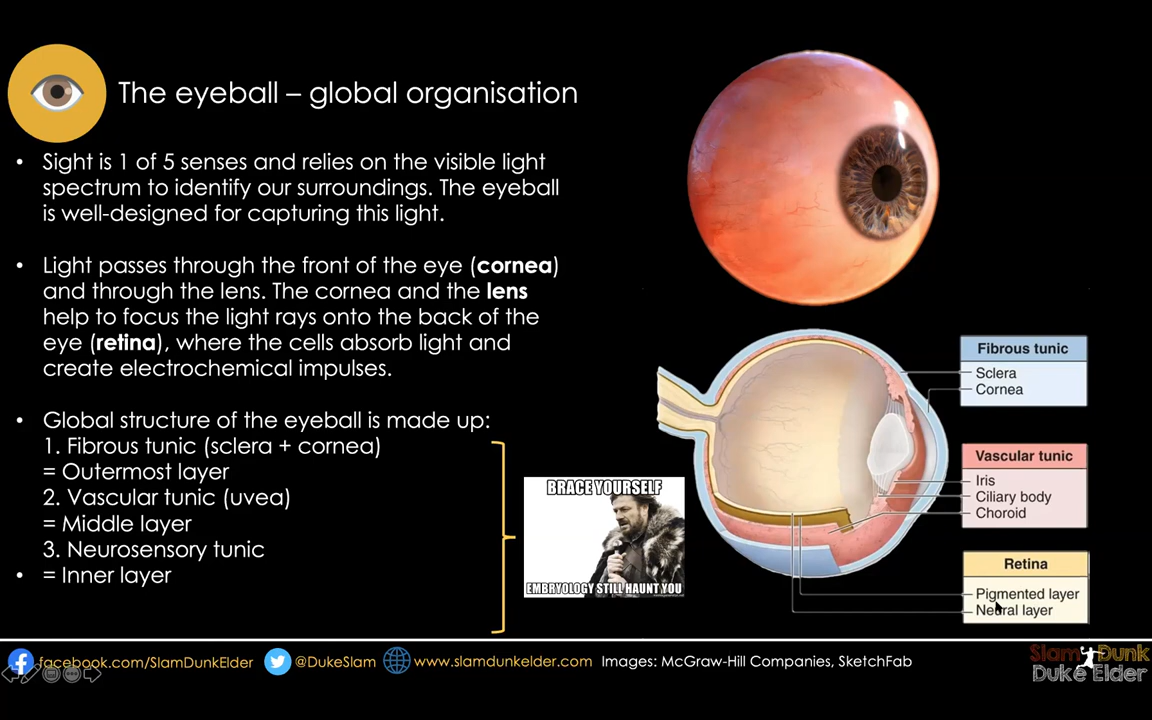 The eyeball – global organisation
• Sight is 1 of 5 senses and relies on the visible light
spectrum to identify our surroundings. The eyeball
is well-designed for capturing this light.
• Light passes through the front of the eye (cornea)
and through the lens. The cornea and the lens
help to focus the light rays onto the back of the
eye (retina), where the cells absorb light and
create electrochemical impulses.
• Global structure of the eyeball is made up:
1. Fibrous tunic (sclera + cornea)
= Outermost layer
2. Vascular tunic (uvea)
= Middle layer
3. Neurosensory tunic
• = Inner layer
BRACE YOURSELF
EMBRYOLOGY STILL HAUNT YOU
Fibrous tunic
Sclera
Cornea
Vascular tunic
Iris
Ciliary body
Choroid
Retina
Pigmented layer
Neural layer
facebook.com/SlamDunkElder
@DukeSlam
www.slamdunkelder.com
Images: McGraw-Hill Companies, SketchFab
Slam Dunk
Duke Elder